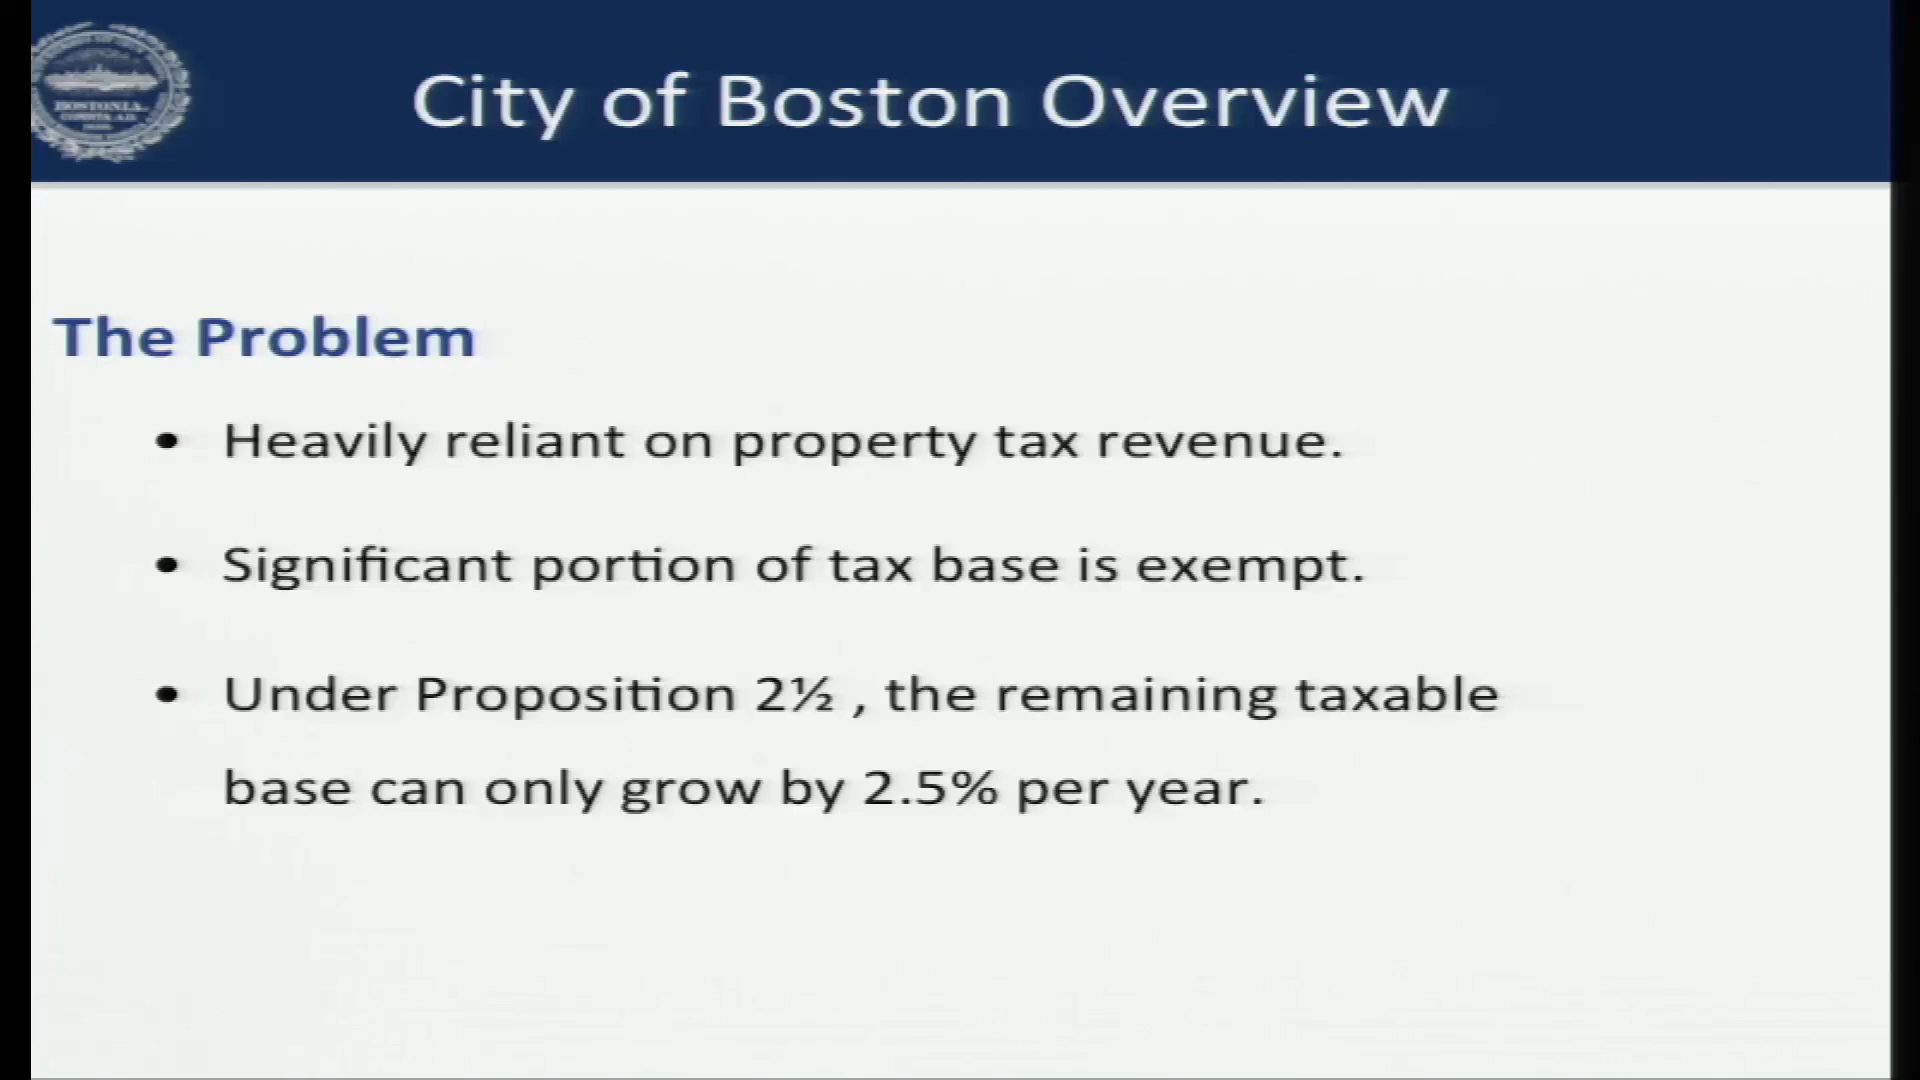 BOSTONIA.
City of Boston Overview
The Problem
• Heavily reliant on property tax revenue.
• Significant portion of tax base is exempt.
• Under Proposition 2½ , the remaining taxable
base can only grow by 2.5% per year.